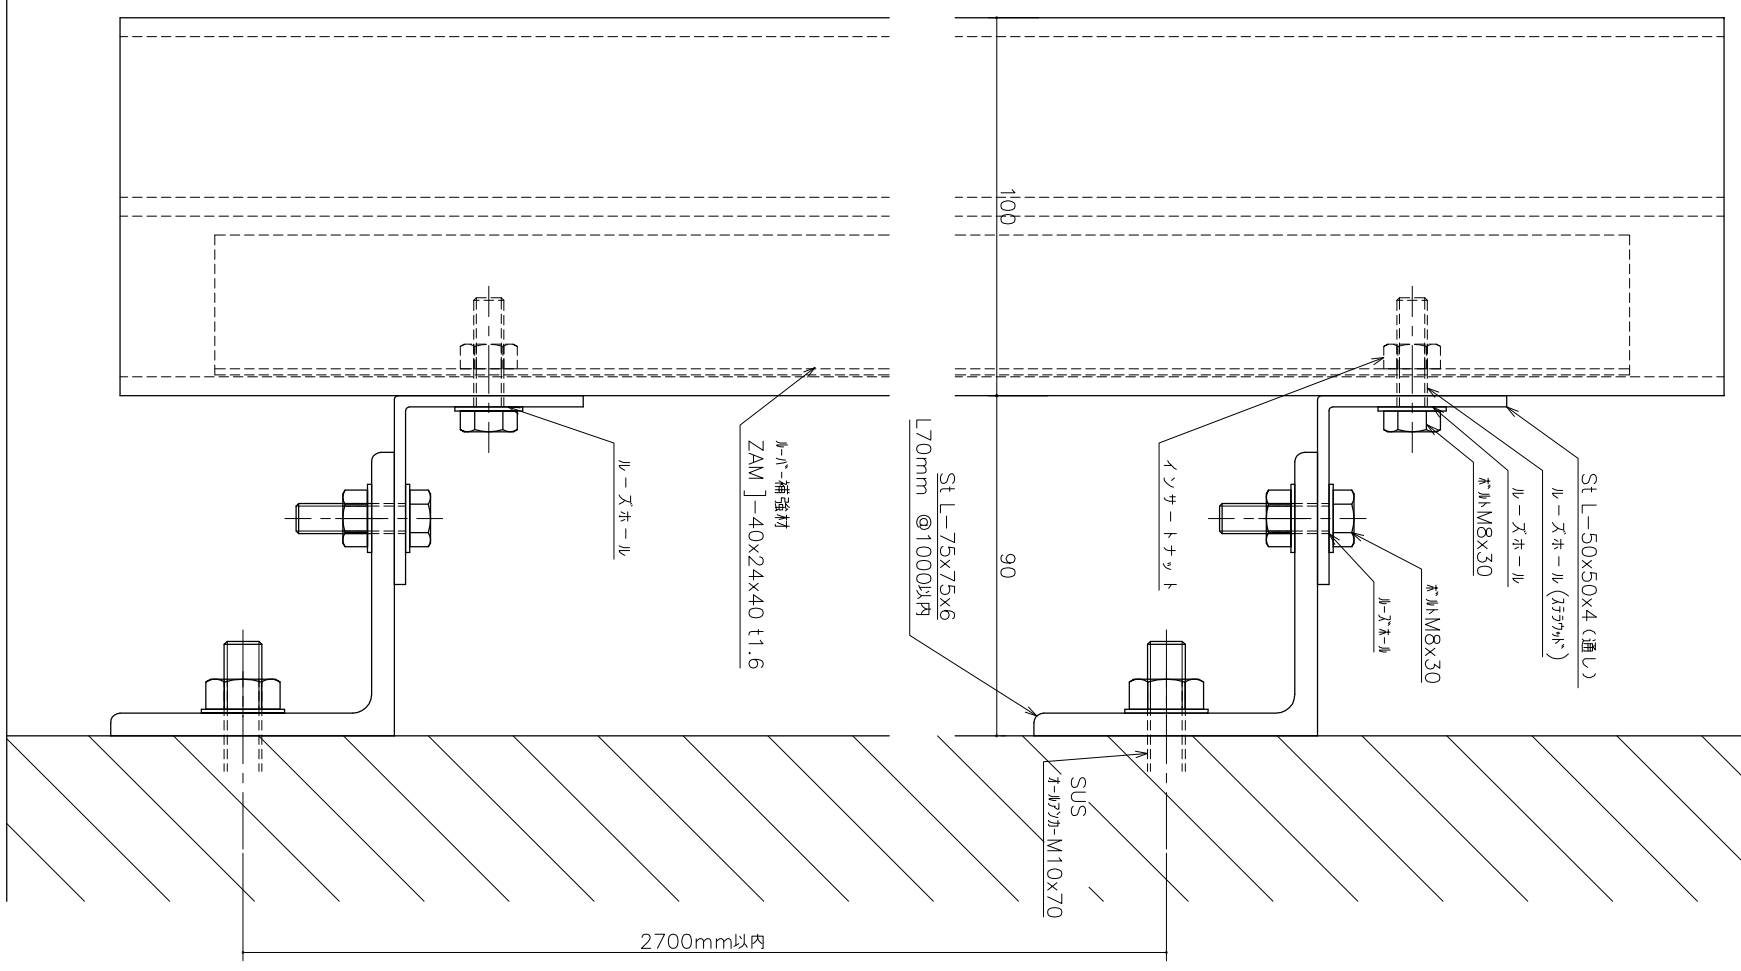 100
90
ﾙｰﾊﾞｰ補強材
ZAM ]-40x24x40 t1.6
ルーズホール
St L-75x75x6
L70mm @1000以内
インサートナット
St L-50x50x4 (通し)
ルーズホール(ｽﾃﾗｳｯﾄﾞ)
ルーズホール
ﾎﾞﾙﾄM8x30
ﾎﾞﾙﾄM8x30
ﾙｰｽﾞﾎｰﾙ
SUS
ｵｰﾙｱﾝｶｰM10x70
2700mm以内